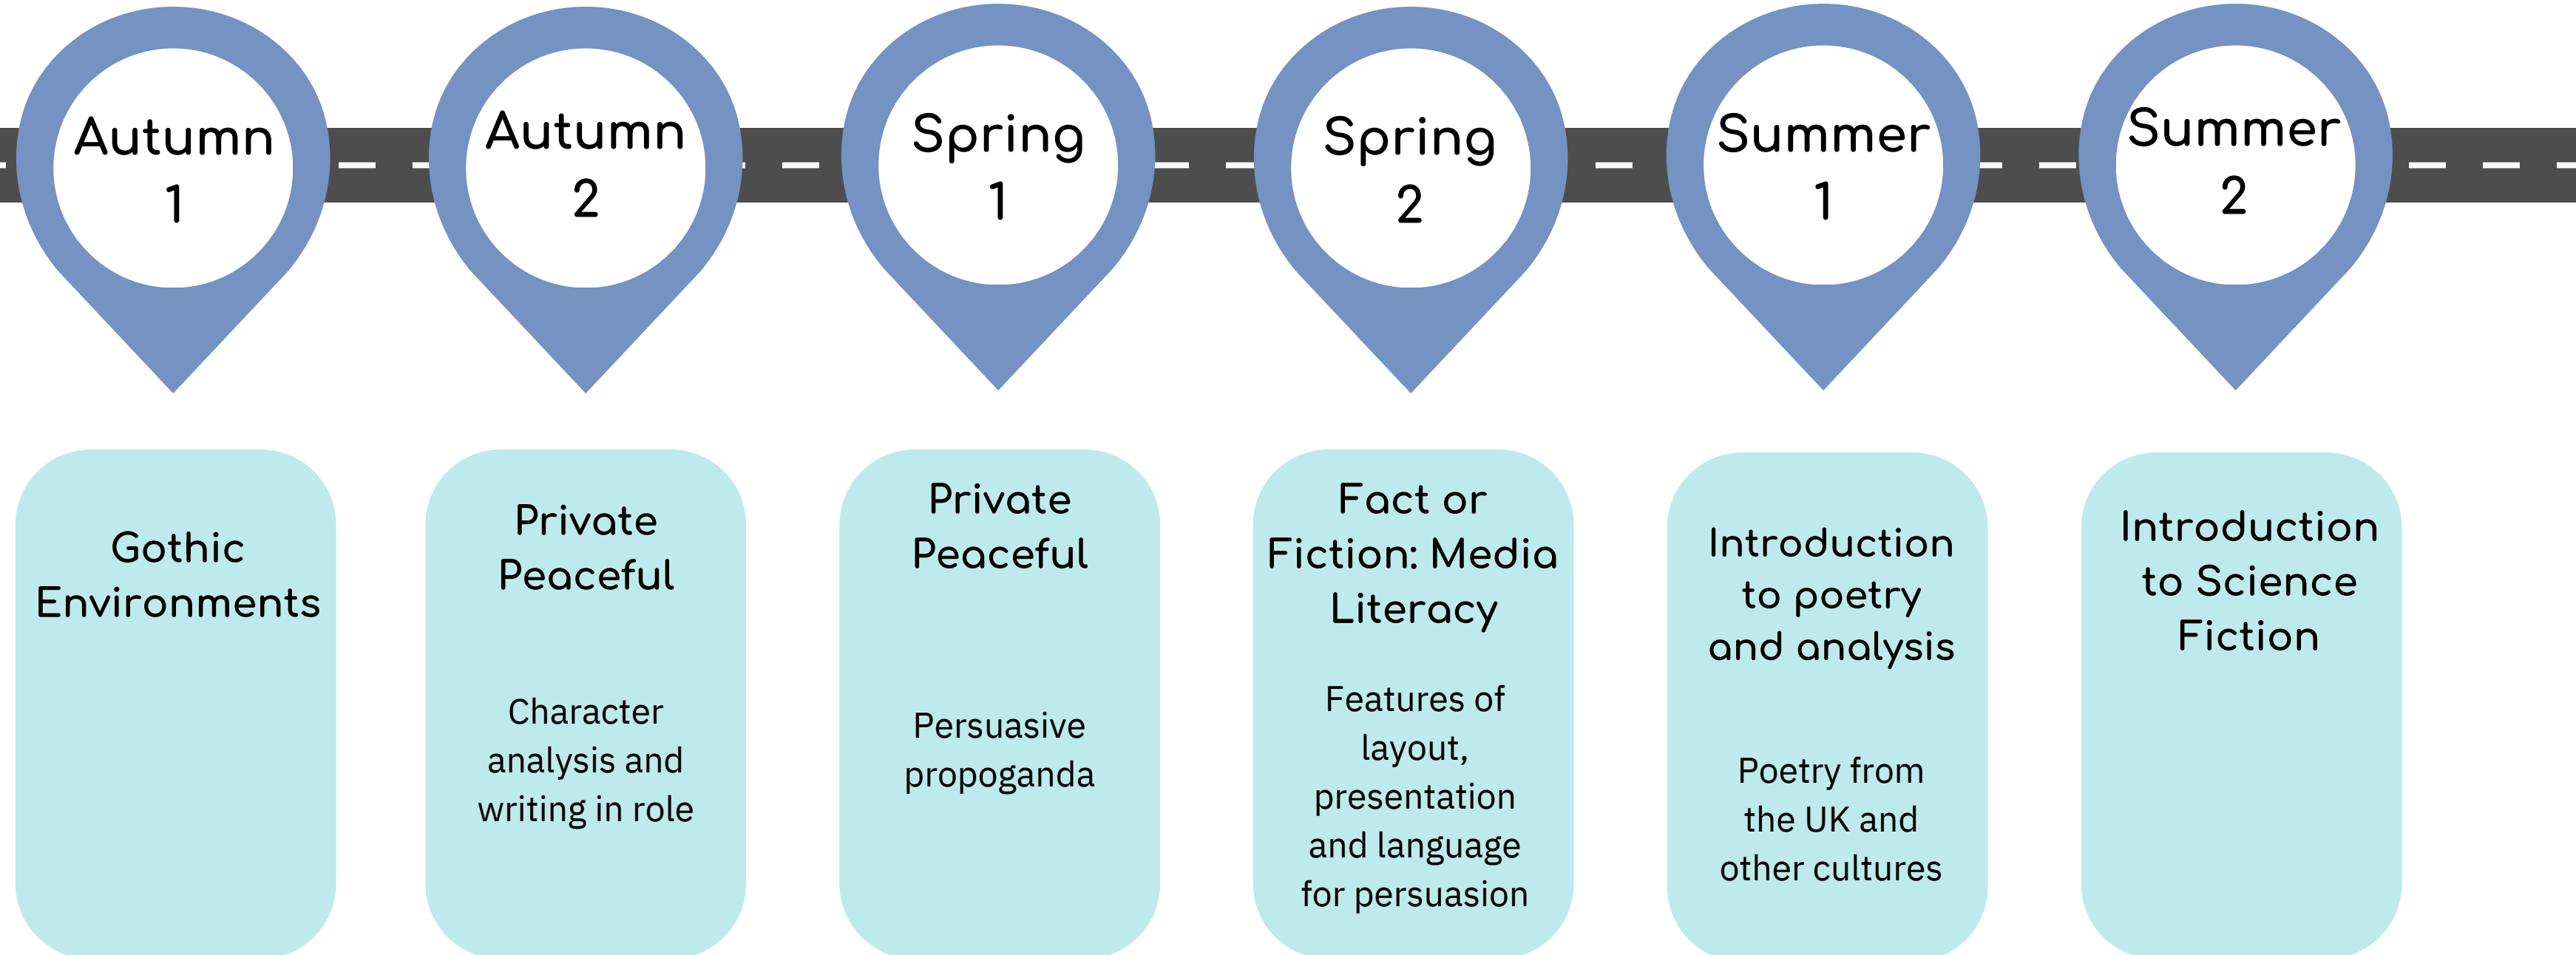 Autumn
1
Autumn
2
Spring
1
Spring
2
Summer
1
Summer
2
Gothic
Environments
Private
Peaceful
Character
analysis and
writing in role
Private
Peaceful
Persuasive
propoganda
Fact or
Fiction: Media
Literacy
Features of
layout,
presentation
and language
for persuasion
Introduction
to poetry
and analysis
Poetry from
the UK and
other cultures
Introduction
to Science
Fiction